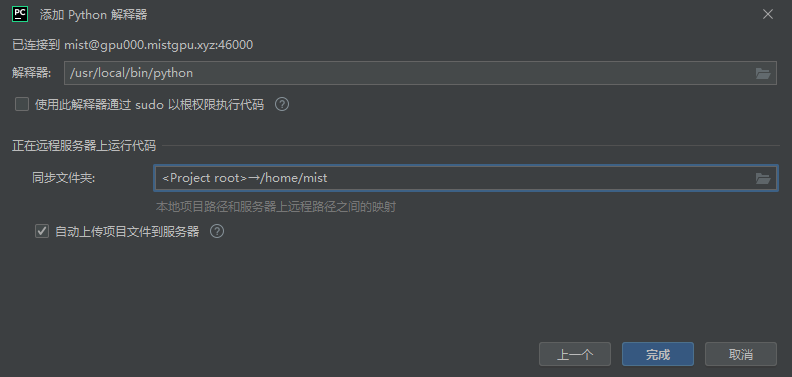 PC 添加 Python 解释器
已连接到 mist@gpu000.mistgpu.xyz:46000
解释器: /usr/local/bin/python
使用此解释器通过 sudo 以根权限执行代码 ?
正在远程服务器上运行代码
同步文件夹: <Project root>→/home/mist
本地项目路径和服务器上远程路径之间的映射
自动上传项目文件到服务器 ?
上一个 完成 取消